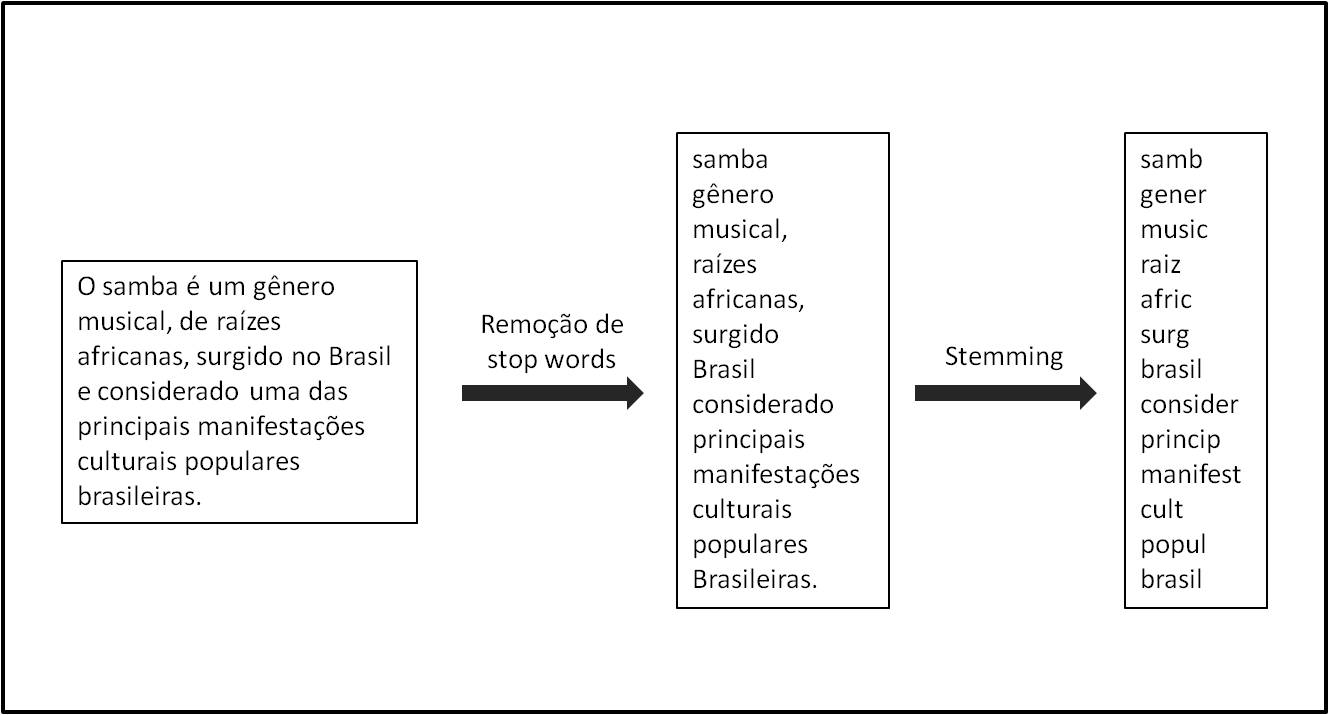 O samba é um gênero
musical, de raízes
africanas, surgido no Brasil
e considerado uma das
principais manifestações
culturais populares
brasileiras.
Remoção de
stop words
samba
gênero
musical,
raízes
africanas,
surgido
Brasil
considerado
principais
manifestações
culturais
populares
Brasileiras.
Stemming
samb
gener
music
raiz
afric
surg
brasil
consider
princip
manifest
cult
popul
brasil